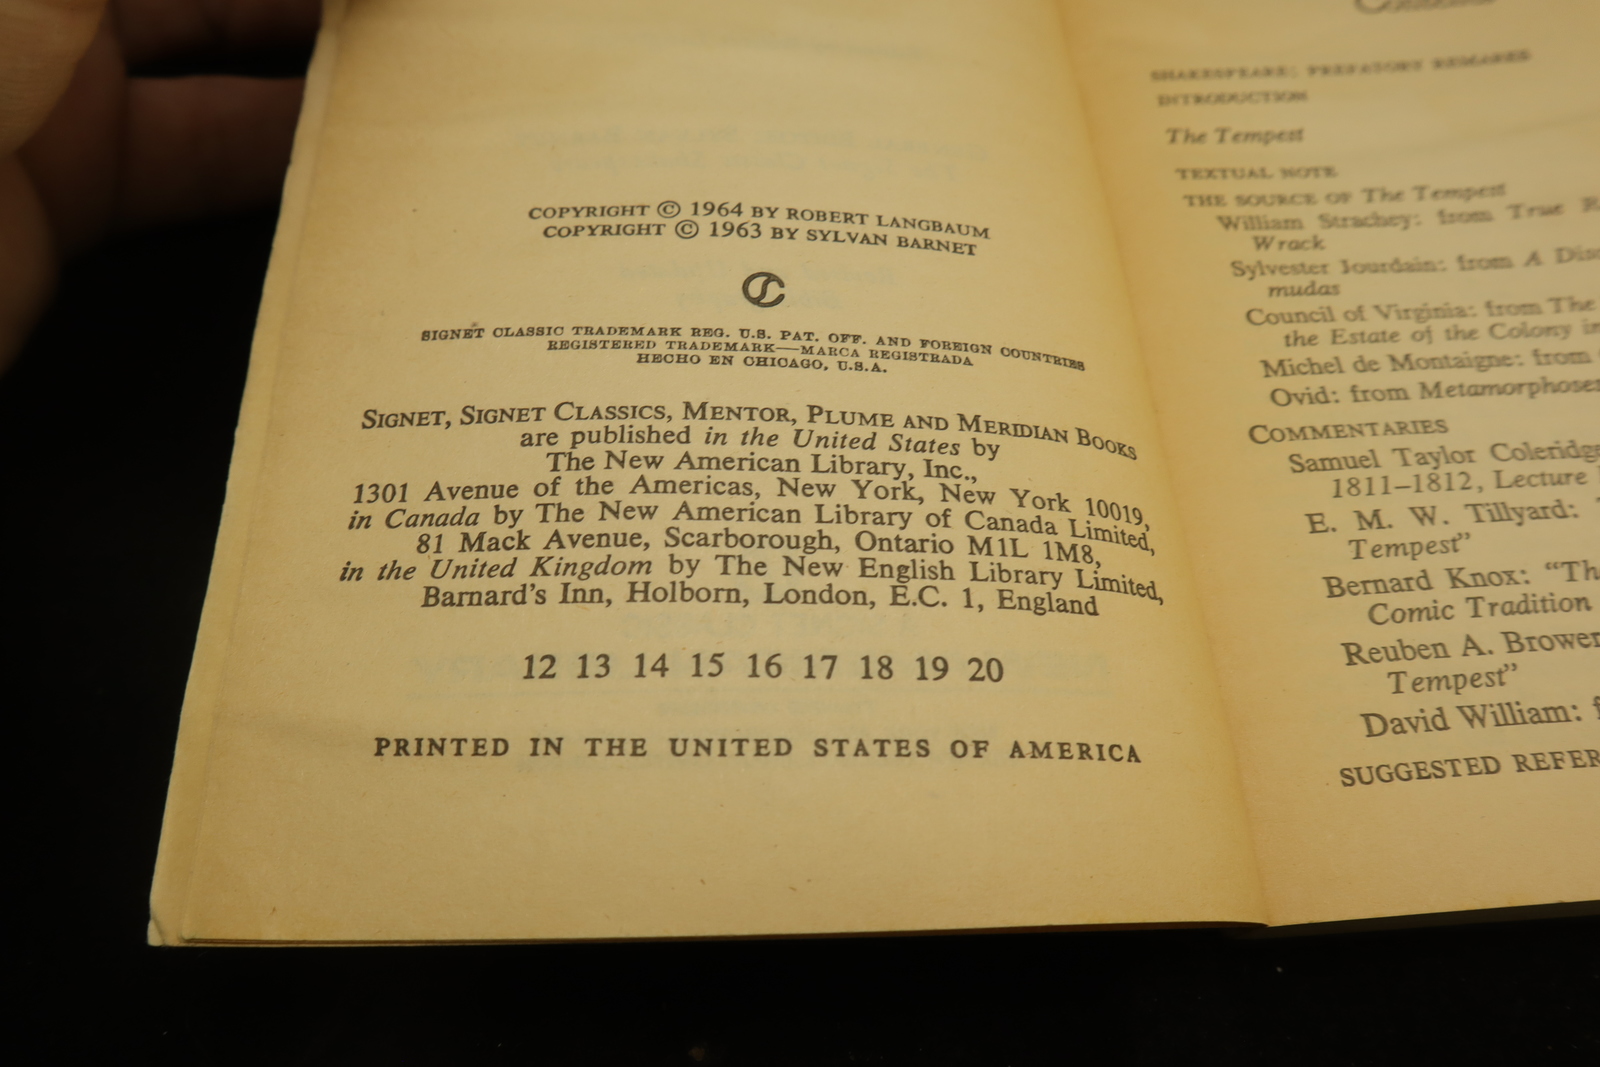 COPYRIGHT © 1964 BY ROBERT LANGBAUM
COPYRIGHT © 1963 BY SYLVAN BARNET
SIGNET CLASSIC TRADEMARK REG. U.S. PAT. OFF. AND FOREIGN COUNTRIES
REGISTERED TRADEMARK—MARCA REGISTRADA
HECHO EN CHICAGO, U.S.A.
SIGNET, SIGNET CLASSICS, MENTOR, PLUME AND MERIDIAN BOOKS
are published in the United States by
The New American Library, Inc.,
1301 Avenue of the Americas, New York, New York 10019,
in Canada by The New American Library of Canada Limited,
81 Mack Avenue, Scarborough, Ontario M1L 1M8,
in the United Kingdom by The New English Library Limited,
Barnard's Inn, Holborn, London, E.C. 1, England
12 13 14 15 16 17 18 19 20
PRINTED IN THE UNITED STATES OF AMERICA
SHAKESPEARE: PREFATORY REMARKS
INTRODUCTION
The Tempest
TEXTUAL NOTE
THE SOURCE OF The Tempest
William Strachey: from True
Wrack
Sylvester Jourdain: from A
mudas
Council of Virginia: from The
the Estate of the Colony
Michel de Montaigne: from
Ovid: from Metamorphoses
COMMENTARIES
Samuel Taylor Coleridge
1811–1812, Lecture
E. M. W. Tillyard:
Tempest”
Bernard Knox: “Th
Comic Tradition
Reuben A. Brower
Tempest”
David William:
SUGGESTED REFER